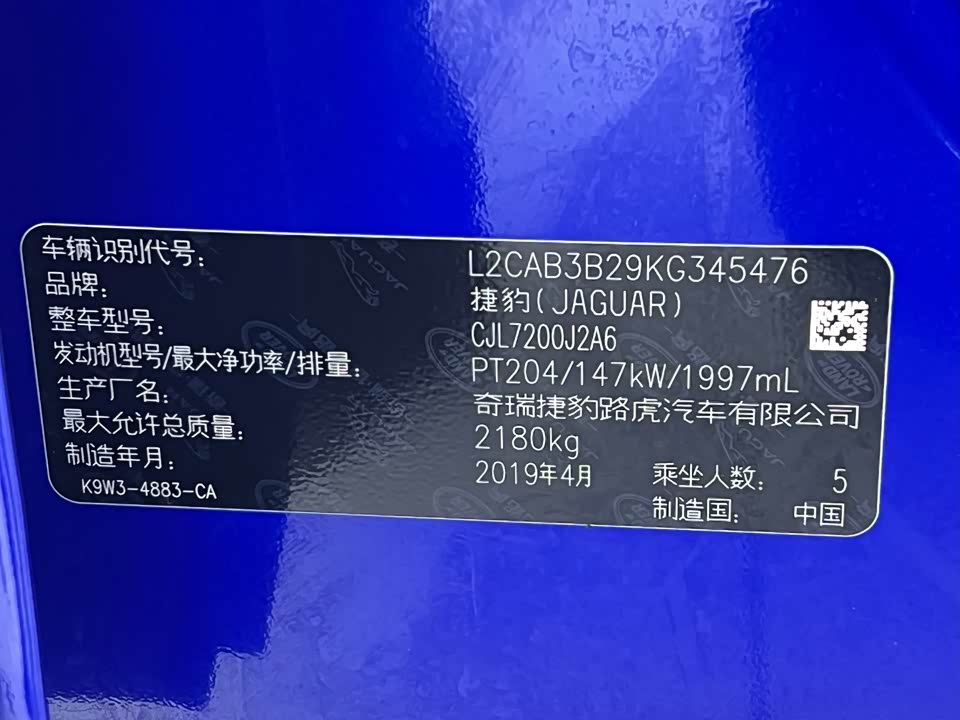 车辆识别代号: L2CAB3B29KG345476
品牌: 捷豹(JAGUAR)
整车型号: CJL7200J2A6
发动机型号/最大净功率/排量: PT204/147kW/1997mL
生产厂名: 奇瑞捷豹路虎汽车有限公司
最大允许总质量: 2180kg
制造年月: 2019年4月 乘坐人数: 5
K9W3-4883-CA 制造国: 中国